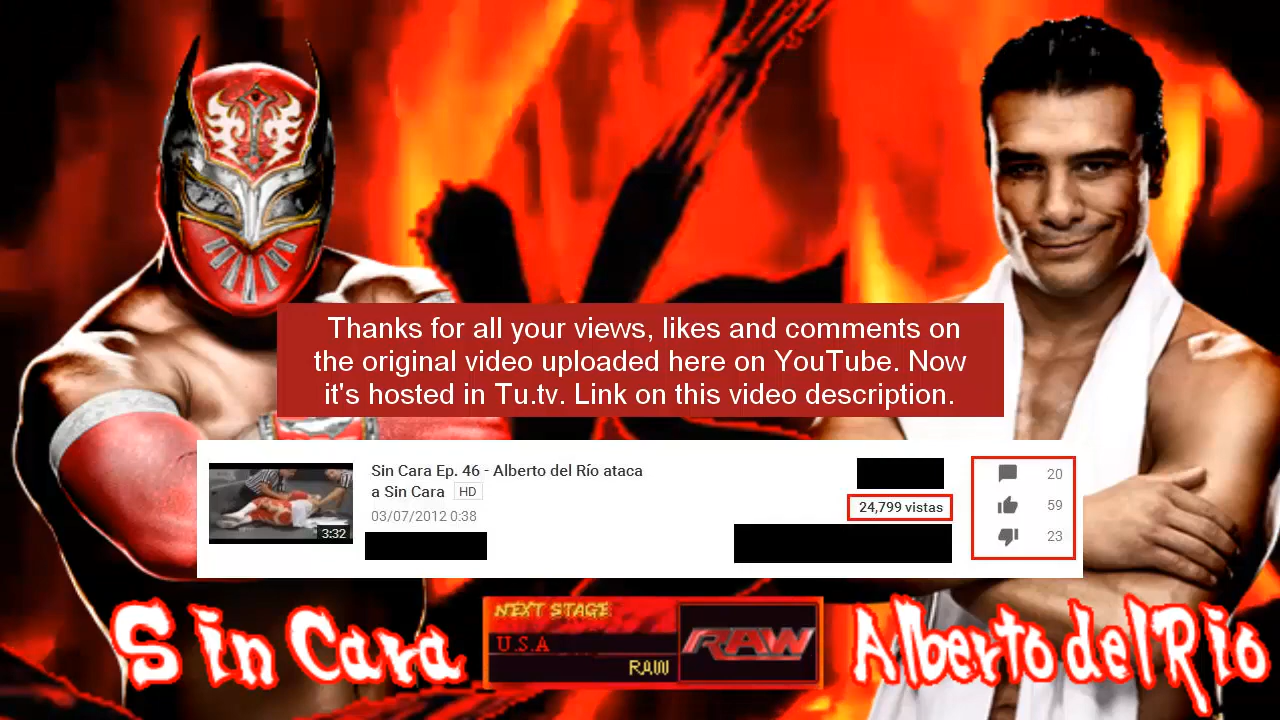 Thanks for all your views, likes and comments on
the original video uploaded here on YouTube. Now
it's hosted in Tu.tv. Link on this video description.
Sin Cara Ep. 46 - Alberto del Río ataca
a Sin Cara HD
03/07/2012 0:38
3:32
24,799 vistas
20
59
23
Sin Cara
NEXT STAGE
U.S.A
RAW
RAW
Alberto del Rio